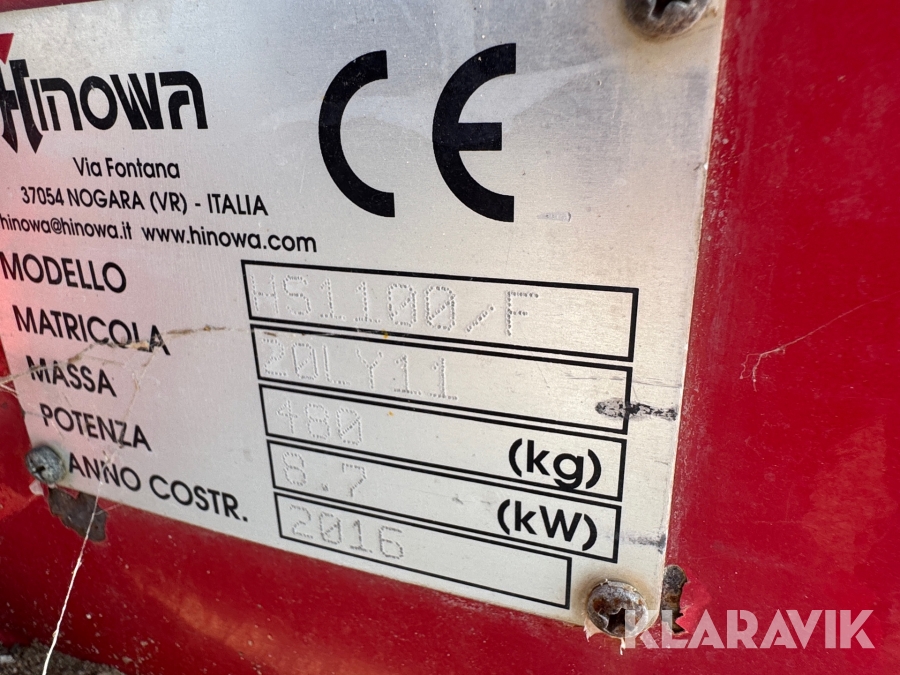 Hinowa
CE
Via Fontana
37054 NOGARA (VR) - ITALIA
hinowa@hinowa.it www.hinowa.com
MODELLO HS1100/F
MATRICOLA 20LY11
MASSA 480 (kg)
POTENZA 8.7 (kW)
ANNO COSTR. 2016
KLARAVIK